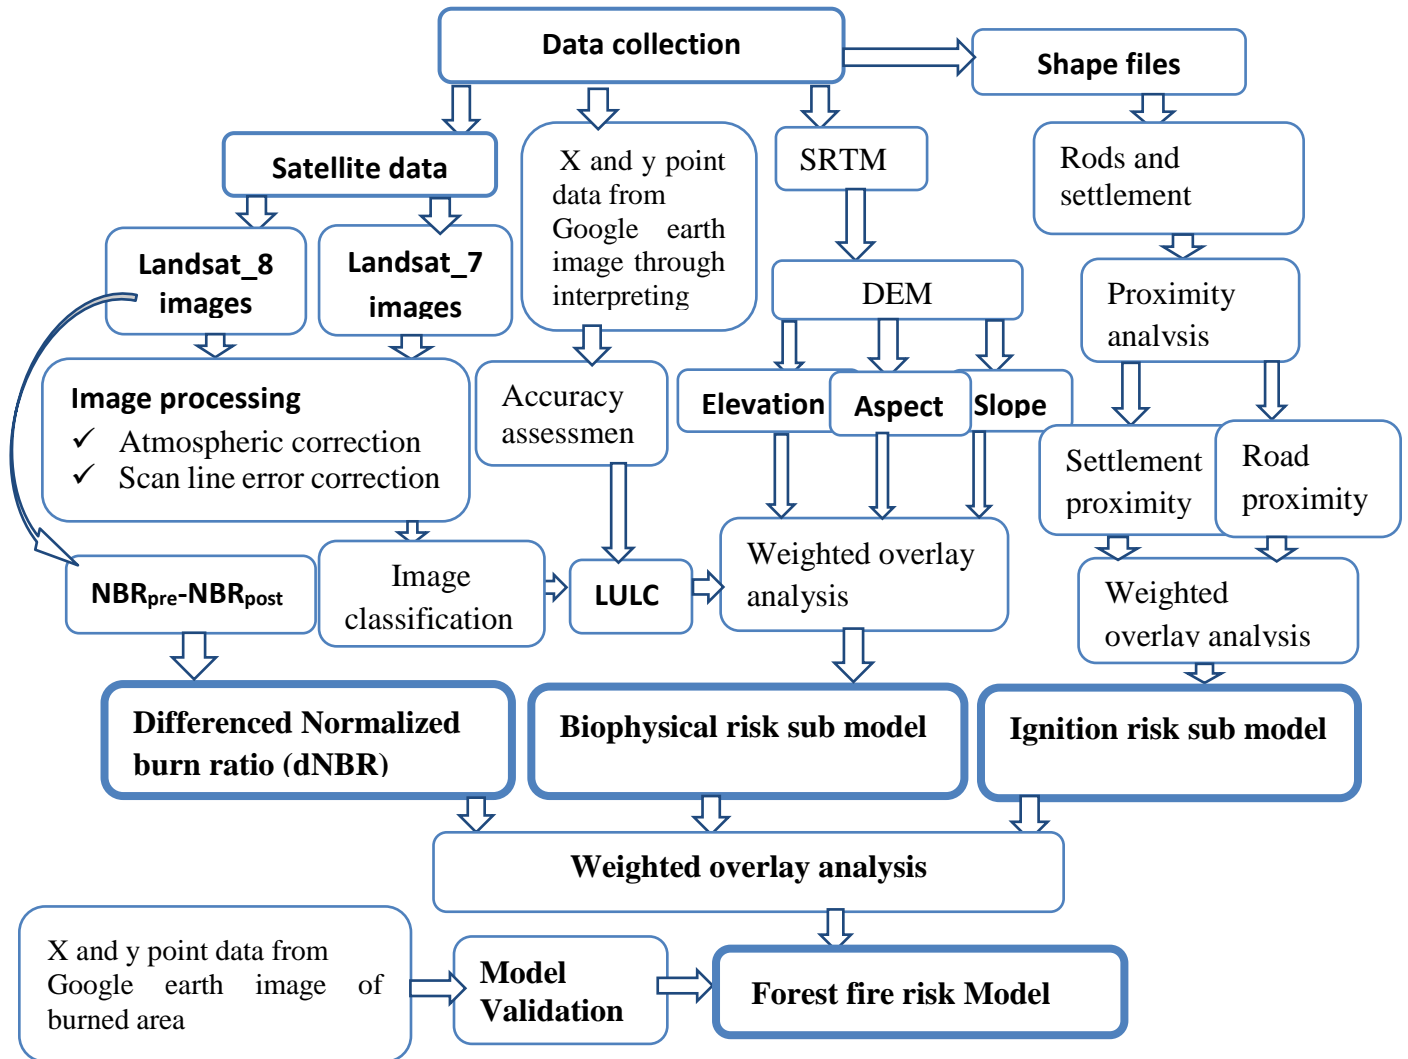 Data collection
Shape files
Satellite data
X and y point
data from
Google earth
image through
interpreting
SRTM
Rods and
settlement
Landsat_8
images
Landsat_7
images
DEM
Proximity
analysis
Image processing
✓ Atmospheric correction
✓ Scan line error correction
Accuracy
assessmen
Elevation
Aspect
Slope
Settlement
proximity
Road
proximity
NBRpre-NBRpost
Image
classification
LULC
Weighted overlay
analysis
Weighted
overlay analysis
Differenced Normalized
burn ratio (dNBR)
Biophysical risk sub model
Ignition risk sub model
Weighted overlay analysis
X and y point data from
Google earth image of
burned area
Model
Validation
Forest fire risk Model